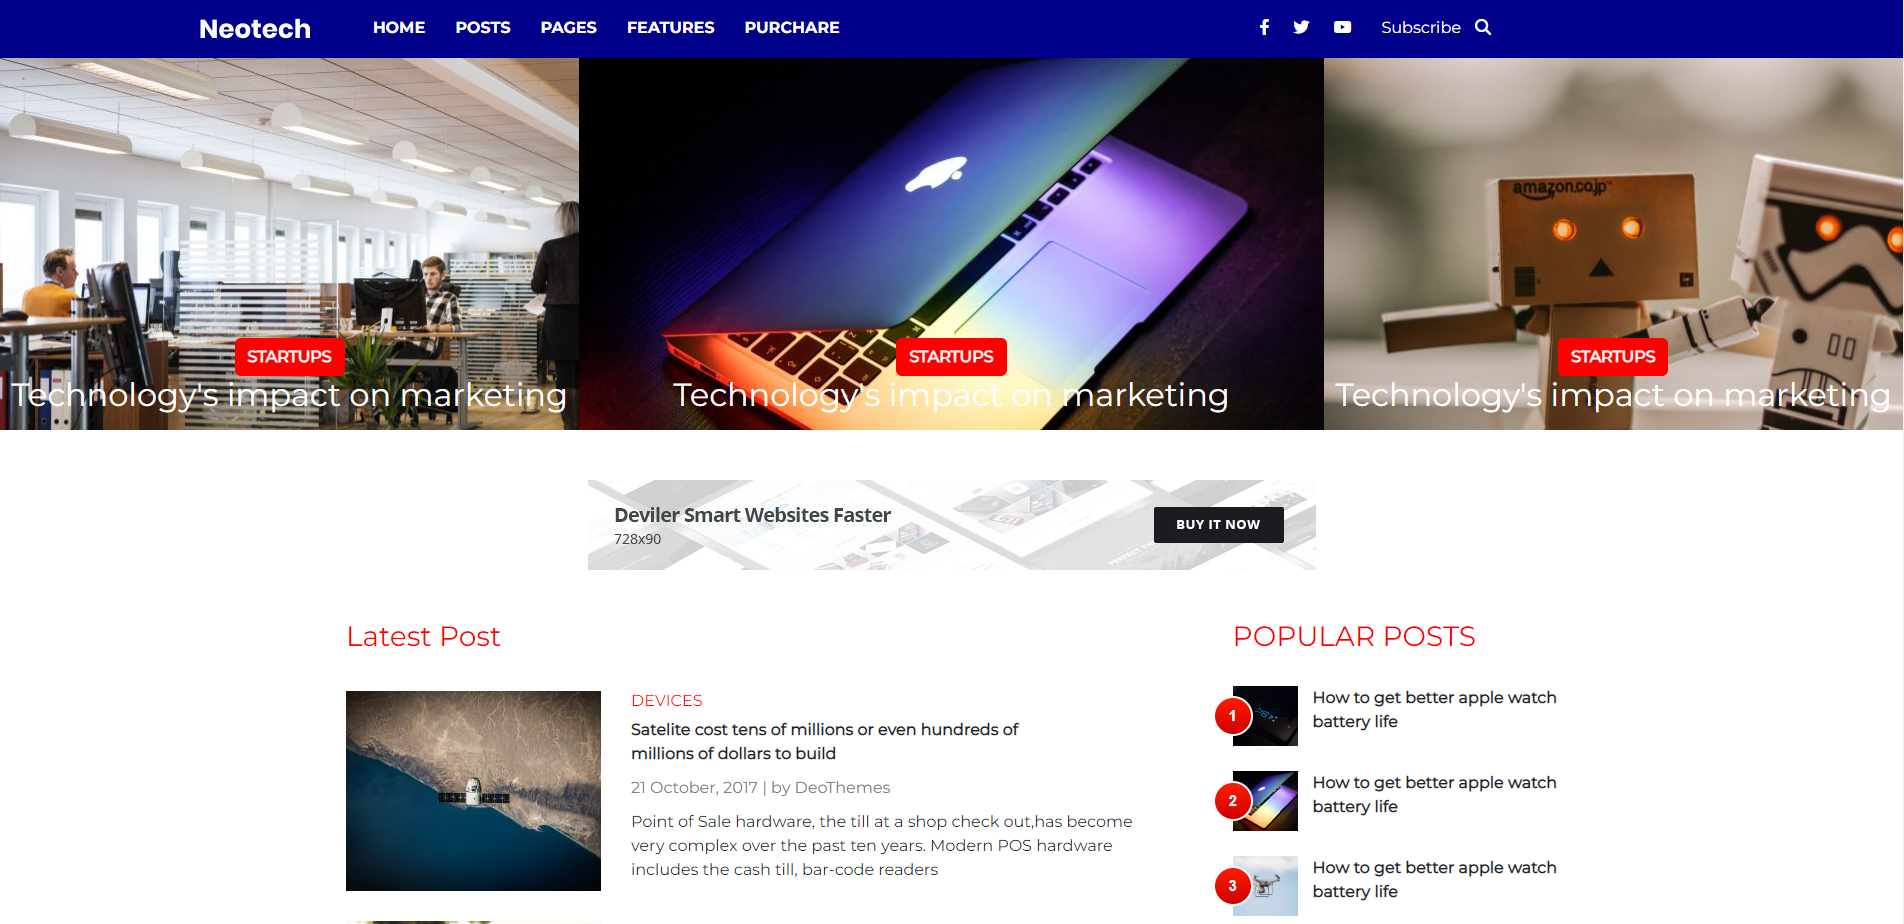 Neotech HOME POSTS PAGES FEATURES PURCHARE Subscribe
amazon.co.jp
STARTUPS
Technology's impact on marketing
STARTUPS
Technology's impact on marketing
STARTUPS
Technology's impact on marketing
Deviler Smart Websites Faster
728x90
BUY IT NOW
Latest Post
DEVICES
Satelite cost tens of millions or even hundreds of
millions of dollars to build
21 October, 2017 | by DeoThemes
Point of Sale hardware, the till at a shop check out,has become
very complex over the past ten years. Modern POS hardware
includes the cash till, bar-code readers
POPULAR POSTS
1
How to get better apple watch
battery life
2
How to get better apple watch
battery life
3
How to get better apple watch
battery life